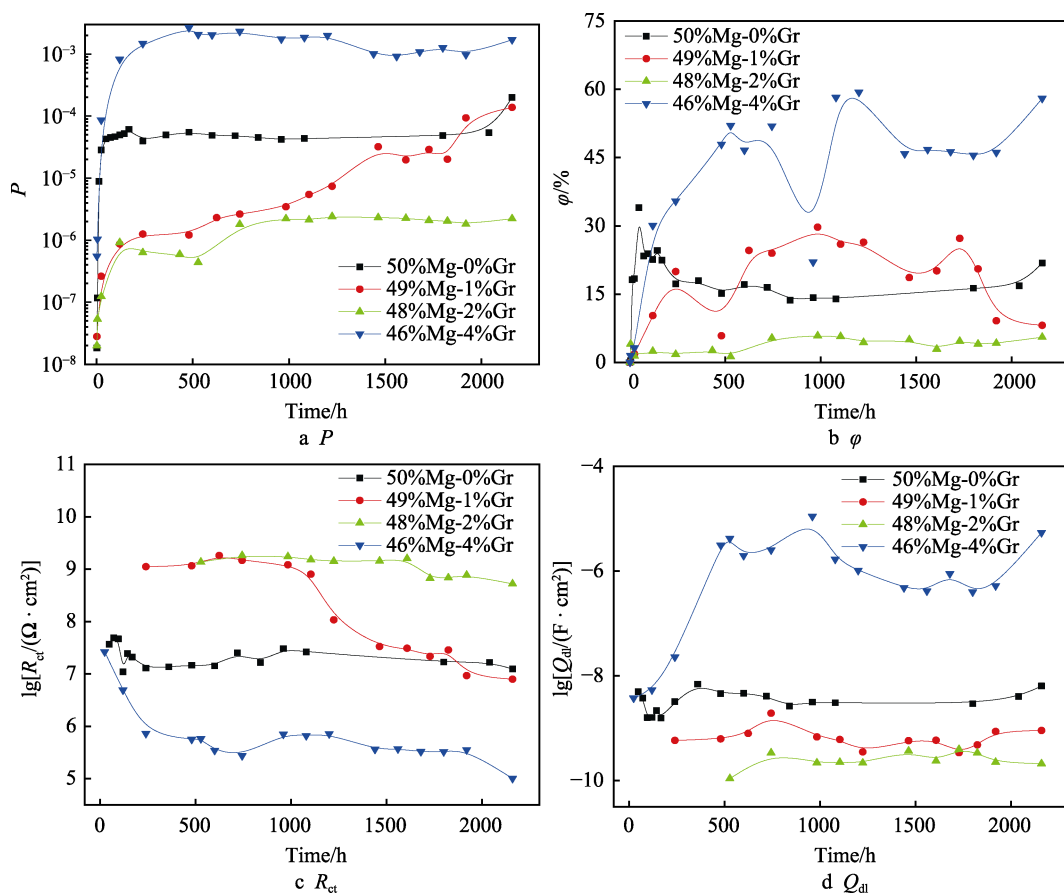 10⁻³
10⁻⁴
10⁻⁵
10⁻⁶
10⁻⁷
10⁻⁸
P
50%Mg-0%Gr
49%Mg-1%Gr
48%Mg-2%Gr
46%Mg-4%Gr
0 500 1000 1500 2000
Time/h
a P
75
60
45
30
15
0
φ/%
50%Mg-0%Gr
49%Mg-1%Gr
48%Mg-2%Gr
46%Mg-4%Gr
0 500 1000 1500 2000
Time/h
b φ
11
10
9
8
7
6
5
lg[R_ct/(Ω · cm²)]
50%Mg-0%Gr
49%Mg-1%Gr
48%Mg-2%Gr
46%Mg-4%Gr
0 500 1000 1500 2000
Time/h
c R_ct
−4
−6
−8
−10
lg[Q_dl/(F · cm²)]
50%Mg-0%Gr
49%Mg-1%Gr
48%Mg-2%Gr
46%Mg-4%Gr
0 500 1000 1500 2000
Time/h
d Q_dl